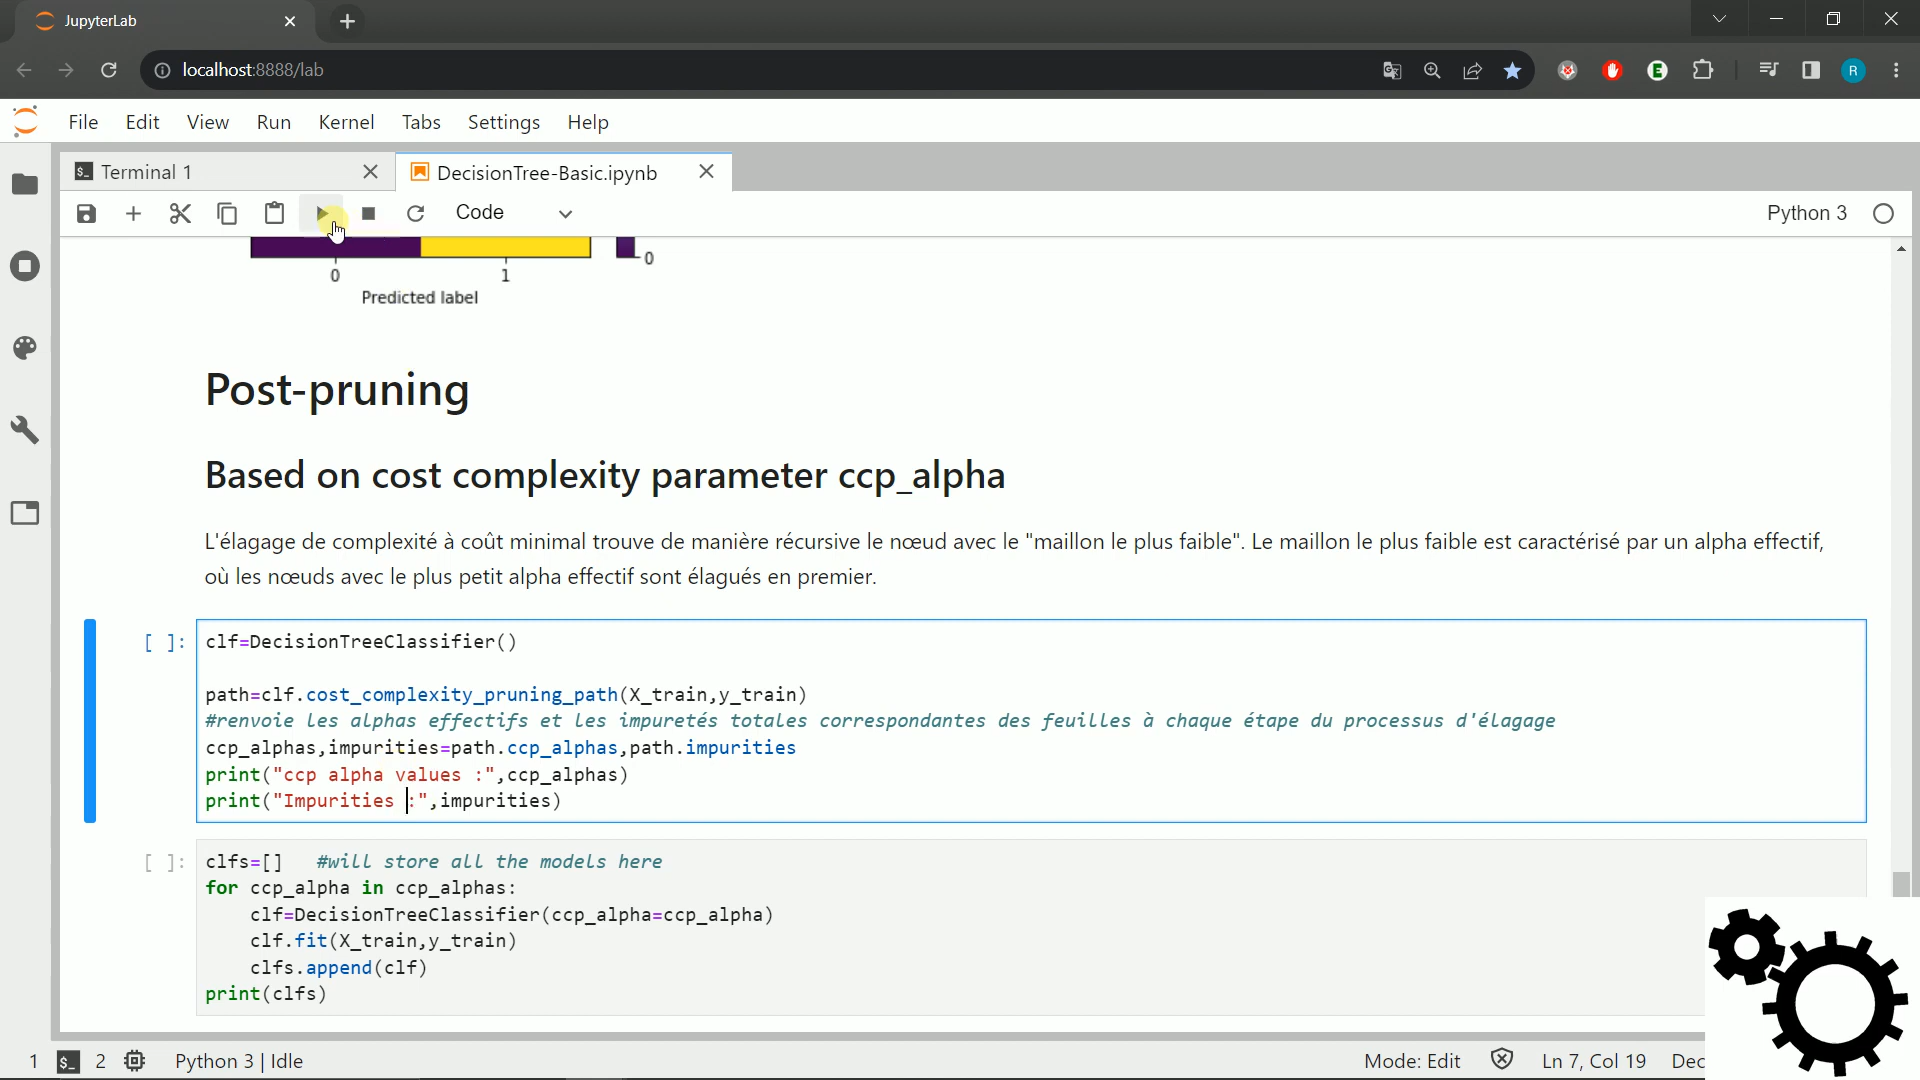 JupyterLab
localhost:8888/lab
R
File Edit View Run Kernel Tabs Settings Help
Terminal 1
DecisionTree-Basic.ipynb
Code
Python 3
0
0 1
Predicted label
Post-pruning
Based on cost complexity parameter ccp_alpha
L'élagage de complexité à coût minimal trouve de manière récursive le nœud avec le "maillon le plus faible". Le maillon le plus faible est caractérisé par un alpha effectif,
où les nœuds avec le plus petit alpha effectif sont élagués en premier.
[ ]: clf=DecisionTreeClassifier()
path=clf.cost_complexity_pruning_path(X_train,y_train)
#renvoie les alphas effectifs et les impuretés totales correspondantes des feuilles à chaque étape du processus d'élagage
ccp_alphas,impurities=path.ccp_alphas,path.impurities
print("ccp alpha values :",ccp_alphas)
print("Impurities :",impurities)
[ ]: clfs=[] #will store all the models here
for ccp_alpha in ccp_alphas:
clf=DecisionTreeClassifier(ccp_alpha=ccp_alpha)
clf.fit(X_train,y_train)
clfs.append(clf)
print(clfs)
1 2 Python 3 | Idle Mode: Edit Ln 7, Col 19 Dec